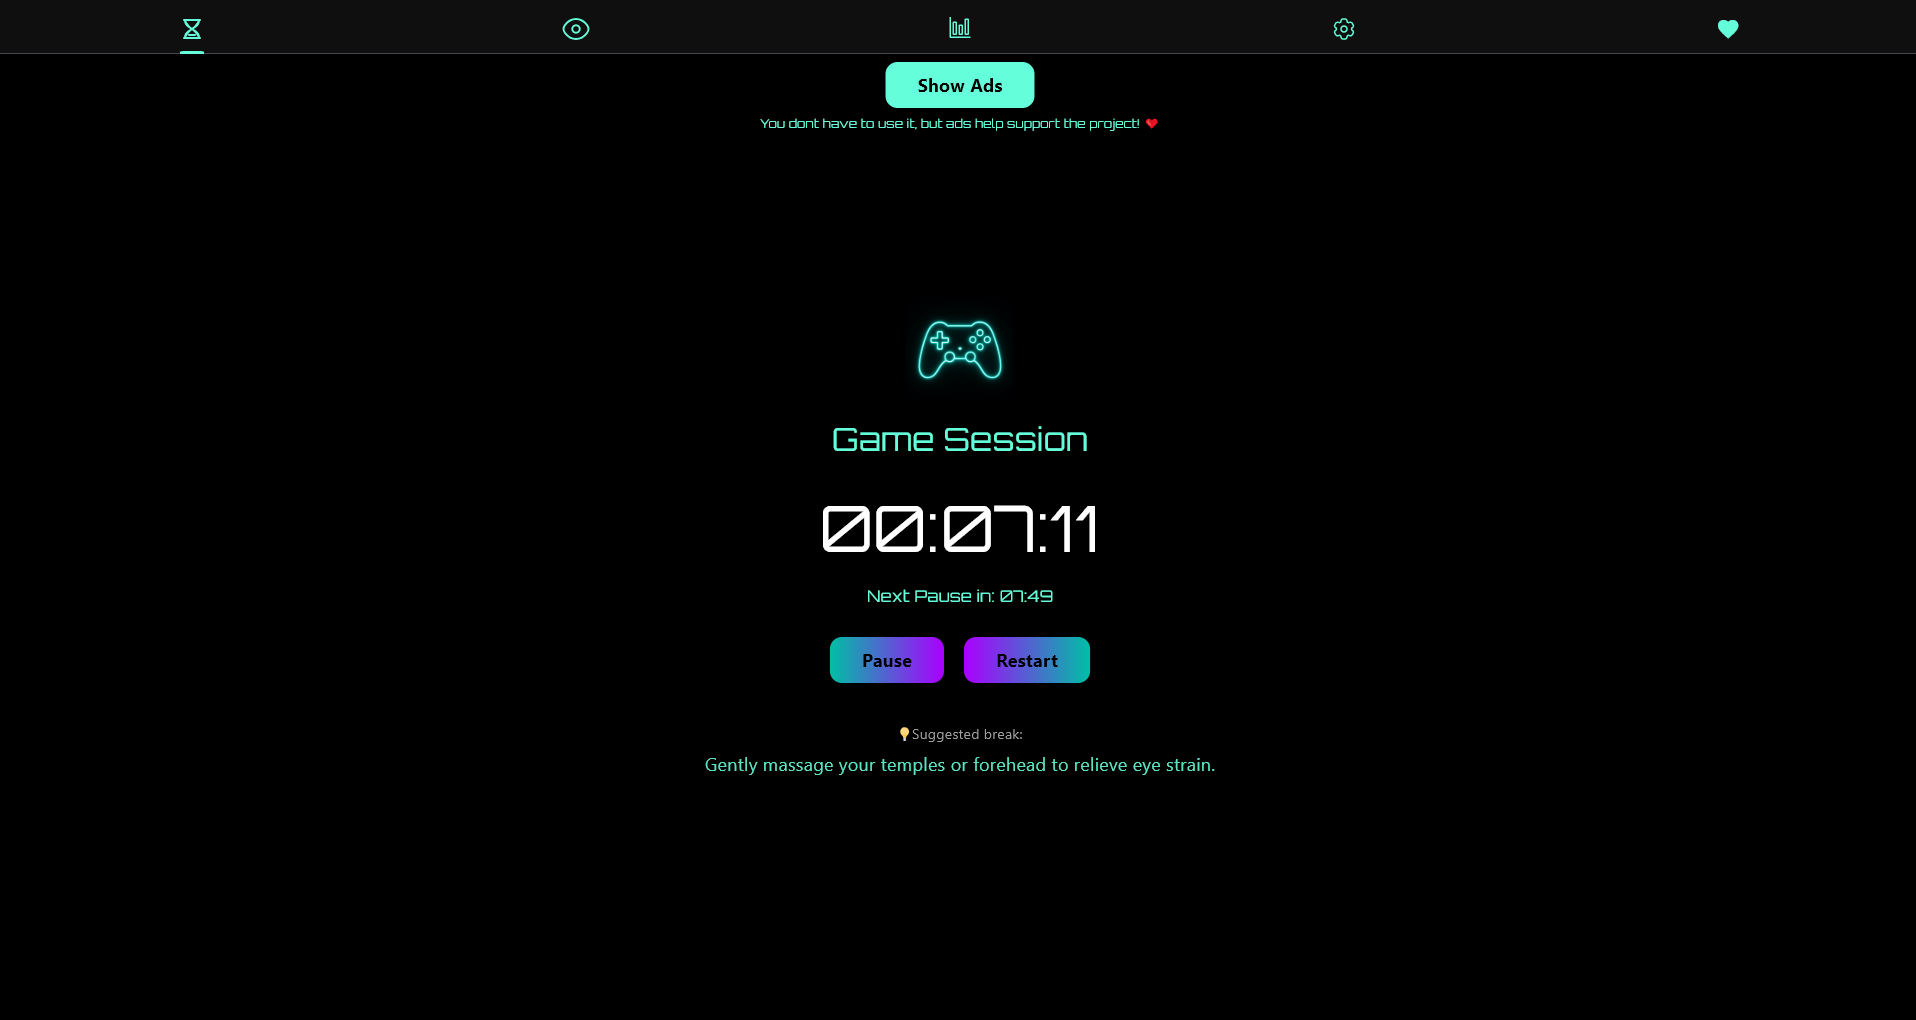 Show Ads
You dont have to use it, but ads help support the project!
Game Session
00:07:11
Next Pause in: 07:49
Pause
Restart
Suggested break:
Gently massage your temples or forehead to relieve eye strain.